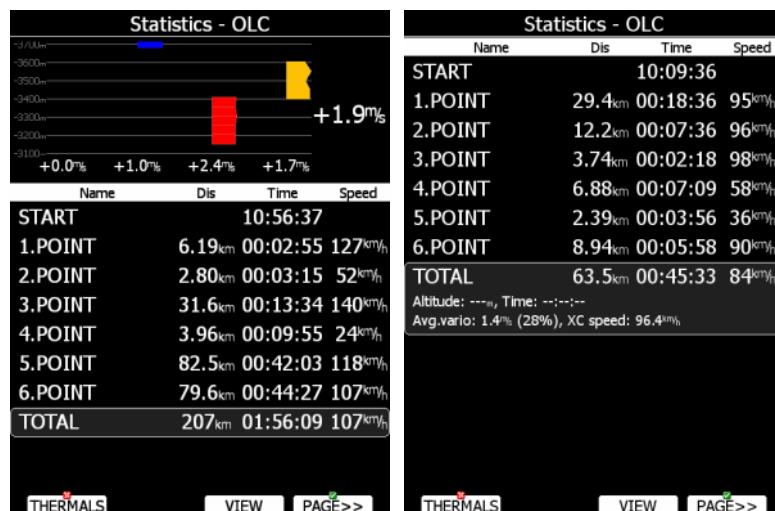 Statistics - OLC
-3700m
-3600m
-3500m
-3400m
-3300m
-3200m
-3100m
+1.9m/s
+0.0m/s +1.0m/s +2.4m/s +1.7m/s
Name Dis Time Speed
START 10:56:37
1.POINT 6.19km 00:02:55 127km/h
2.POINT 2.80km 00:03:15 52km/h
3.POINT 31.6km 00:13:34 140km/h
4.POINT 3.96km 00:09:55 24km/h
5.POINT 82.5km 00:42:03 118km/h
6.POINT 79.6km 00:44:27 107km/h
TOTAL 207km 01:56:09 107km/h
THERMALS VIEW PAGE>>
Statistics - OLC
Name Dis Time Speed
START 10:09:36
1.POINT 29.4km 00:18:36 95km/h
2.POINT 12.2km 00:07:36 96km/h
3.POINT 3.74km 00:02:18 98km/h
4.POINT 6.88km 00:07:09 58km/h
5.POINT 2.39km 00:03:56 36km/h
6.POINT 8.94km 00:05:58 90km/h
TOTAL 63.5km 00:45:33 84km/h
Altitude: ---m, Time: --:--:--
Avg.vario: 1.4m/s (28%), XC speed: 96.4km/h
THERMALS VIEW PAGE>>